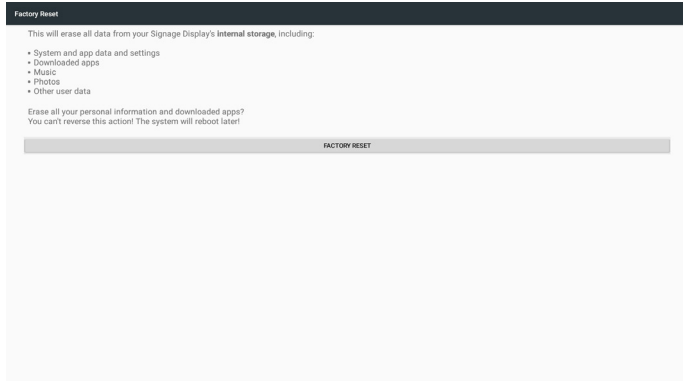 Factory Reset
This will erase all data from your Signage Display's internal storage, including:
• System and app data and settings
• Downloaded apps
• Music
• Photos
• Other user data
Erase all your personal information and downloaded apps?
You can't reverse this action! The system will reboot later!
FACTORY RESET